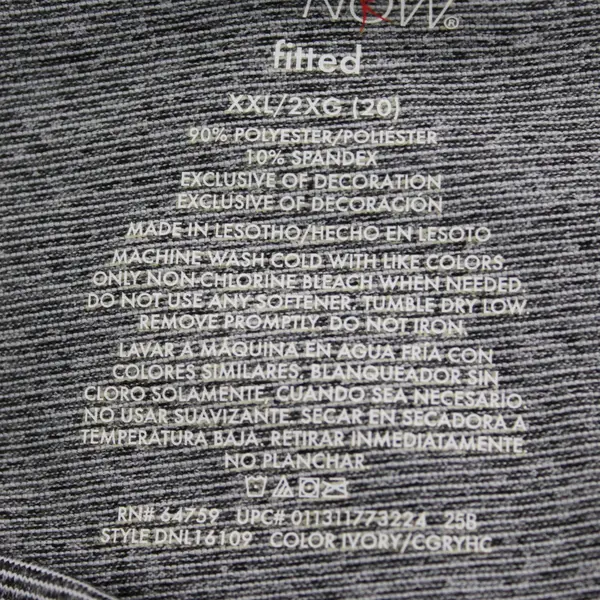 NOW®
fitted
XXL/2XG (20)
90% POLYESTER/POLIÉSTER
10% SPANDEX
EXCLUSIVE OF DECORATION
EXCLUSIVE OF DECORACIÓN
MADE IN LESOTHO/HECHO EN LESOTO
MACHINE WASH COLD WITH LIKE COLORS,
ONLY NON-CHLORINE BLEACH WHEN NEEDED.
DO NOT USE ANY SOFTENER. TUMBLE DRY LOW.
REMOVE PROMPTLY. DO NOT IRON.
LAVAR A MÁQUINA EN AGUA FRÍA CON
COLORES SIMILARES, BLANQUEADOR SIN
CLORO SOLAMENTE, CUANDO SEA NECESARIO.
NO USAR SUAVIZANTE. SECAR EN SECADORA A
TEMPERATURA BAJA. RETIRAR INMEDIATAMENTE.
NO PLANCHAR.
RN# 64759 UPC# 011311773224 25B
STYLE DNL16109 COLOR IVORY/CGRYHC